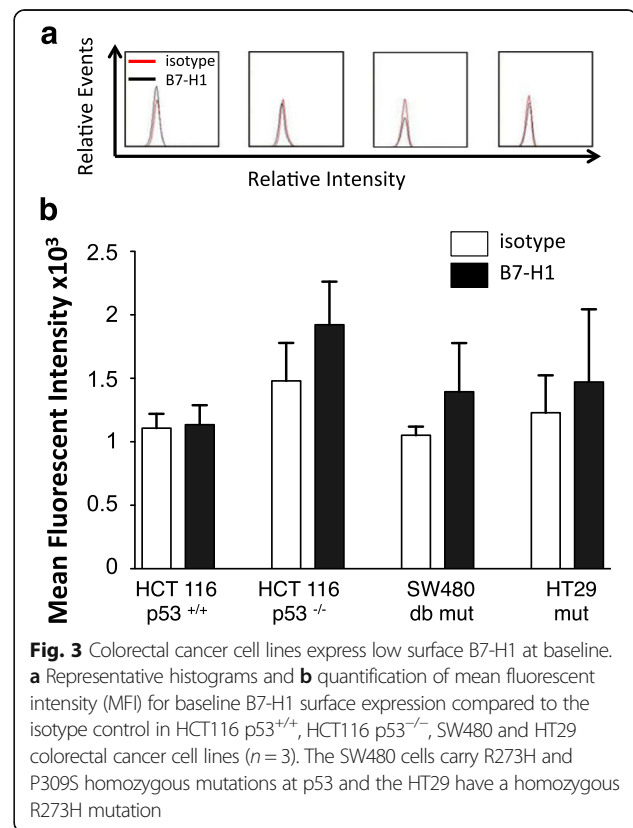 a
Relative Events
isotype
B7-H1
Relative Intensity
b
Mean Fluorescent Intensity x10³
isotype
B7-H1
2.5
2
1.5
1
0.5
0
HCT 116 p53 +/+
HCT 116 p53 -/-
SW480 db mut
HT29 mut
Fig. 3 Colorectal cancer cell lines express low surface B7-H1 at baseline.
a Representative histograms and b quantification of mean fluorescent
intensity (MFI) for baseline B7-H1 surface expression compared to the
isotype control in HCT116 p53+/+, HCT116 p53−/−, SW480 and HT29
colorectal cancer cell lines (n = 3). The SW480 cells carry R273H and
P309S homozygous mutations at p53 and the HT29 have a homozygous
R273H mutation